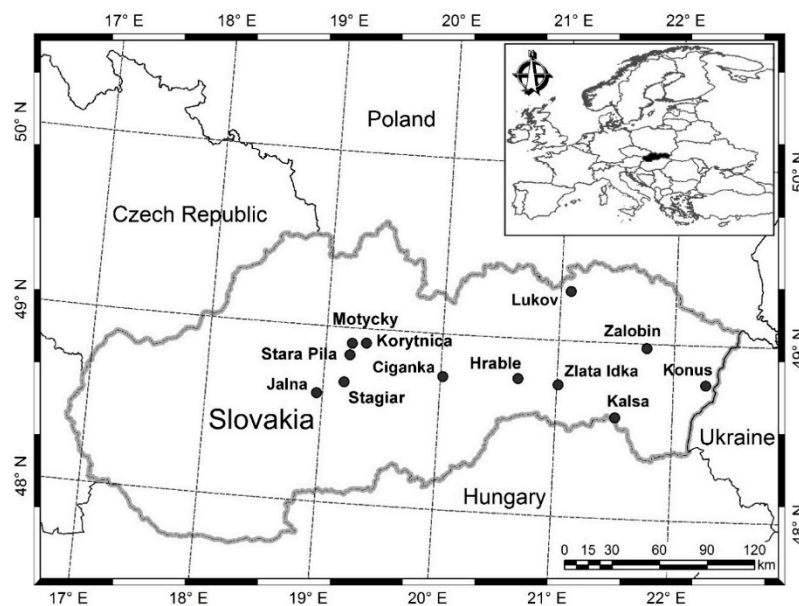 17° E 18° E 19° E 20° E 21° E 22° E
50° N
Poland
50° N
Czech Republic
49° N
Lukov
Motycky
Korytnica
Zalobin
49° N
Stara Pila
Ciganka
Hrable
Zlata Idka
Konus
Jalna
Stagiar
Kalsa
Slovakia
Ukraine
48° N
Hungary
48° N
0 15 30 60 90 120
km
17° E 18° E 19° E 20° E 21° E 22° E